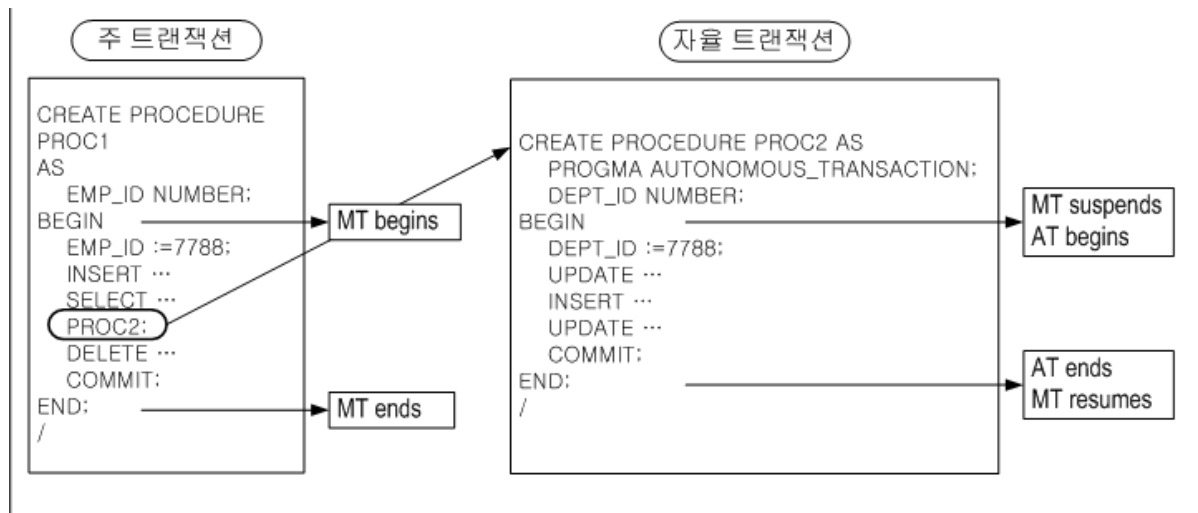 주 트랜잭션
자율 트랜잭션
CREATE PROCEDURE
PROC1
AS
EMP_ID NUMBER;
BEGIN
EMP_ID :=7788;
INSERT ···
SELECT ···
PROC2;
DELETE ···
COMMIT;
END;
/
MT begins
MT ends
CREATE PROCEDURE PROC2 AS
PROGMA AUTONOMOUS_TRANSACTION;
DEPT_ID NUMBER;
BEGIN
DEPT_ID :=7788;
UPDATE ···
INSERT ···
UPDATE ···
COMMIT;
END;
/
MT suspends
AT begins
AT ends
MT resumes